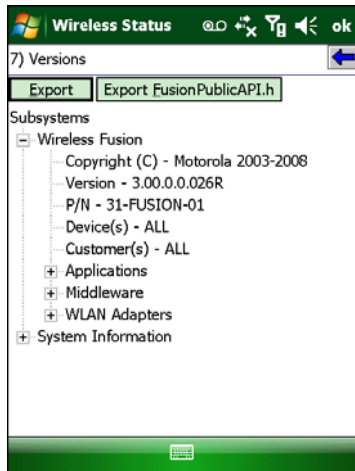 Wireless Status ok
7) Versions
Export Export FusionPublicAPI.h
Subsystems
Wireless Fusion
Copyright (C) - Motorola 2003-2008
Version - 3.00.0.0.026R
P/N - 31-FUSION-01
Device(s) - ALL
Customer(s) - ALL
Applications
Middleware
WLAN Adapters
System Information